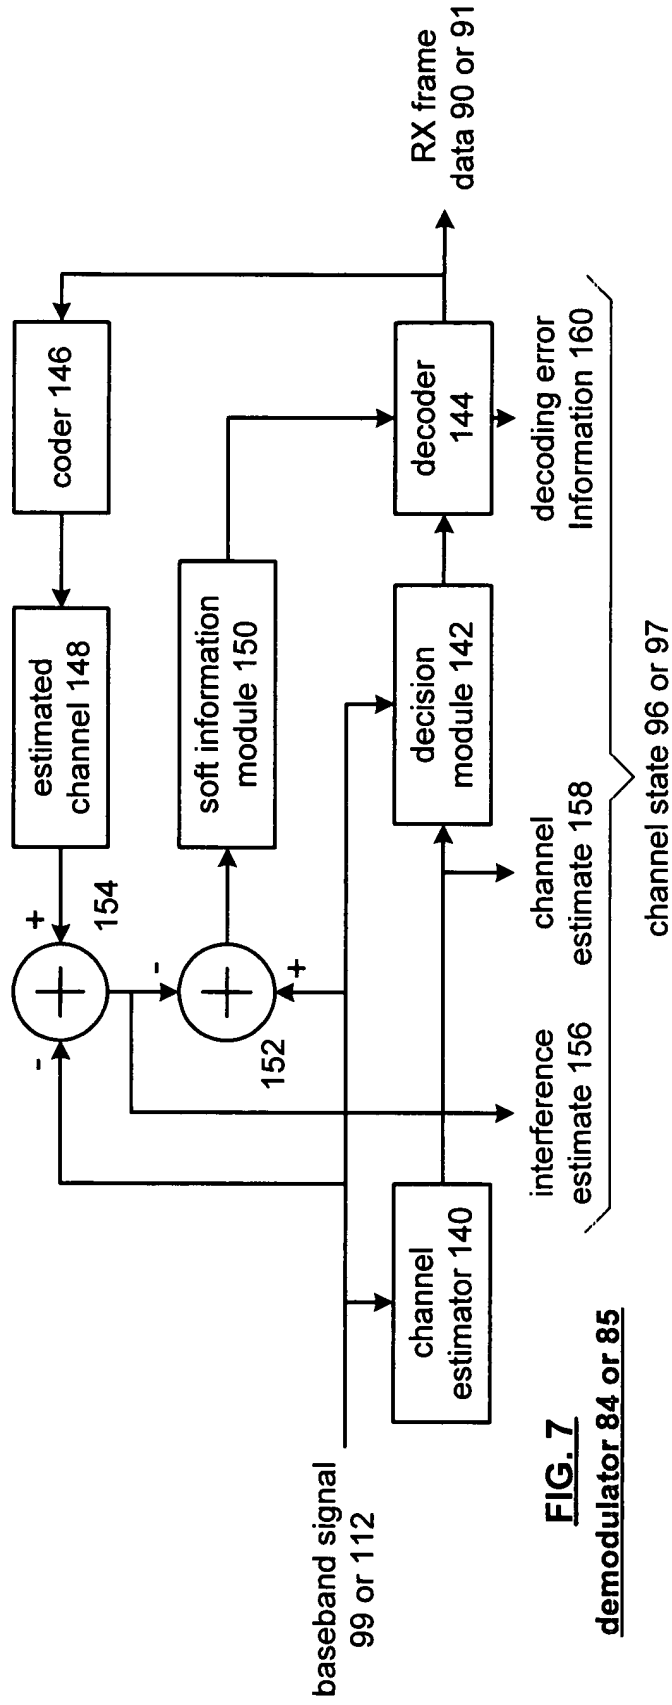 RX frame
data 90 or 91
coder 146
estimated
channel 148
+
154
-
soft information
module 150
-
152
+
decoder
144
decision
module 142
channel
estimator 140
baseband signal
99 or 112
decoding error
Information 160
channel
estimate 158
interference
estimate 156
channel state 96 or 97
FIG. 7
demodulator 84 or 85